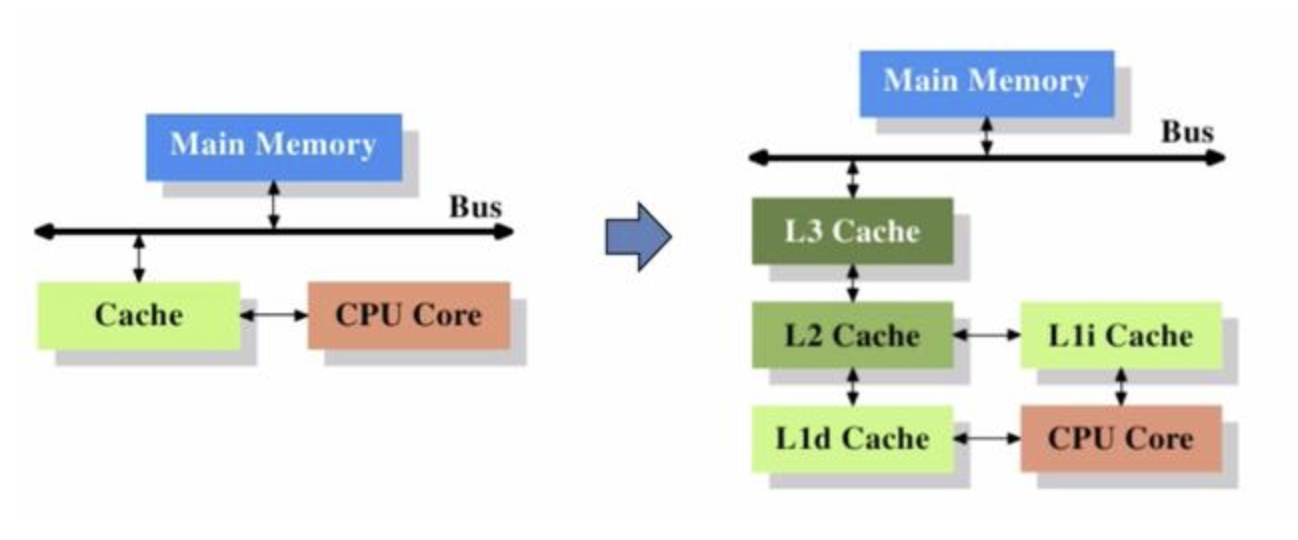 Main Memory
Bus
Cache
CPU Core
Main Memory
Bus
L3 Cache
L2 Cache
L1i Cache
L1d Cache
CPU Core